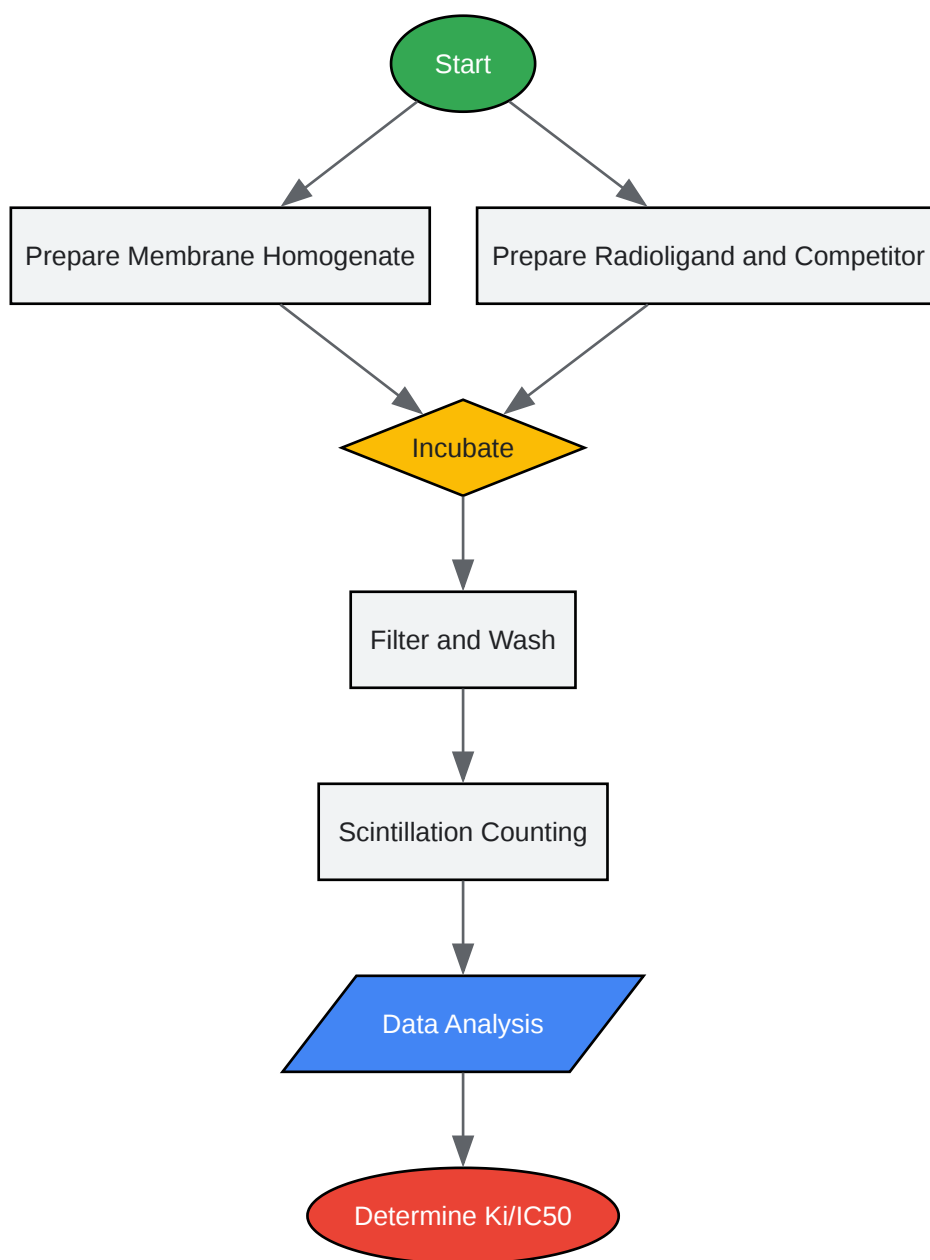 Start
Prepare Membrane Homogenate
Prepare Radioligand and Competitor
Incubate
Filter and Wash
Scintillation Counting
Data Analysis
Determine Ki/IC50